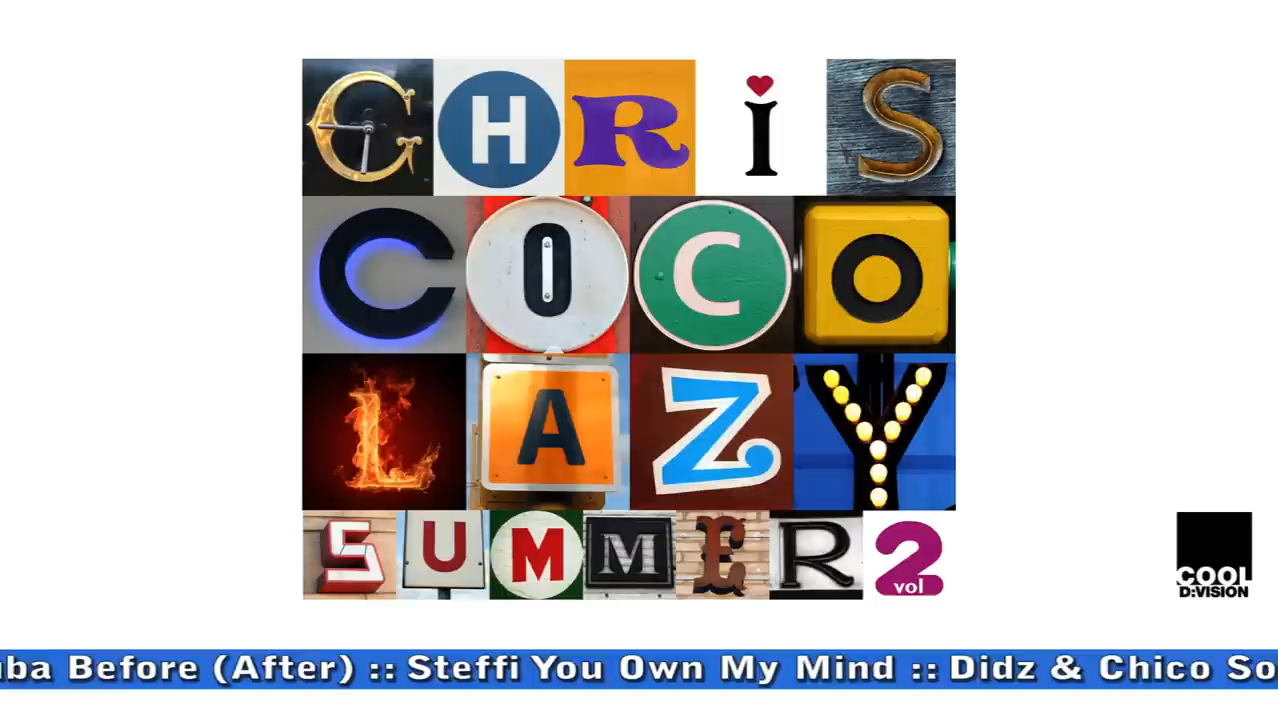 CHRiS
COCO
LAZY
SUMMER 2
vol
COOL
D:VISION
Before (After) :: Steffi You Own My Mind :: Didz & Chico